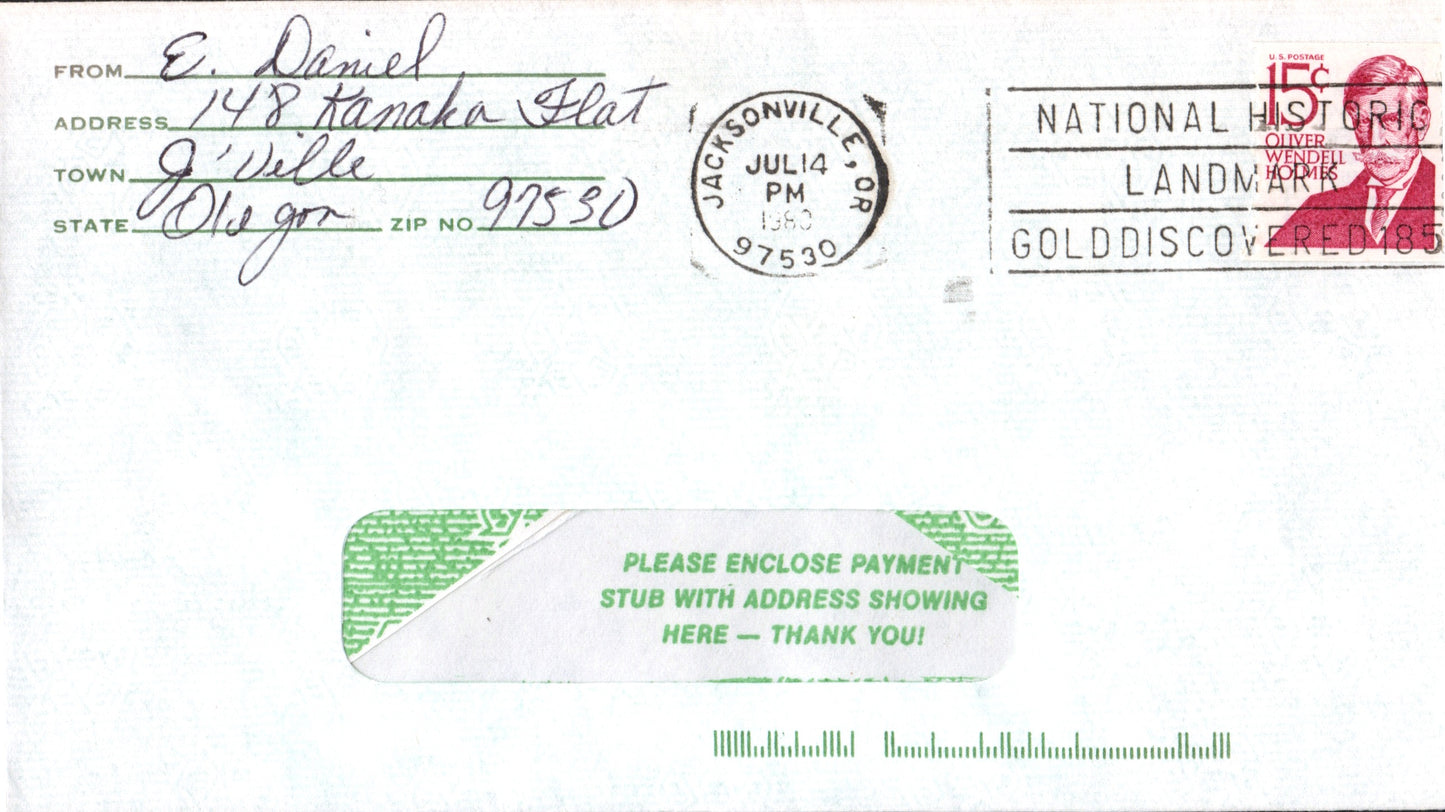 FROM E. Daniel
ADDRESS 148 Kanaka Flat
TOWN J'Ville
STATE Oregon ZIP NO. 97530
JACKSONVILLE, OR
JUL 14
PM
1980
97530
NATIONAL HISTORIC
LANDMARK
GOLD DISCOVERED 185
U.S. POSTAGE
15¢
OLIVER
WENDELL
HOLMES
PLEASE ENCLOSE PAYMENT
STUB WITH ADDRESS SHOWING
HERE — THANK YOU!